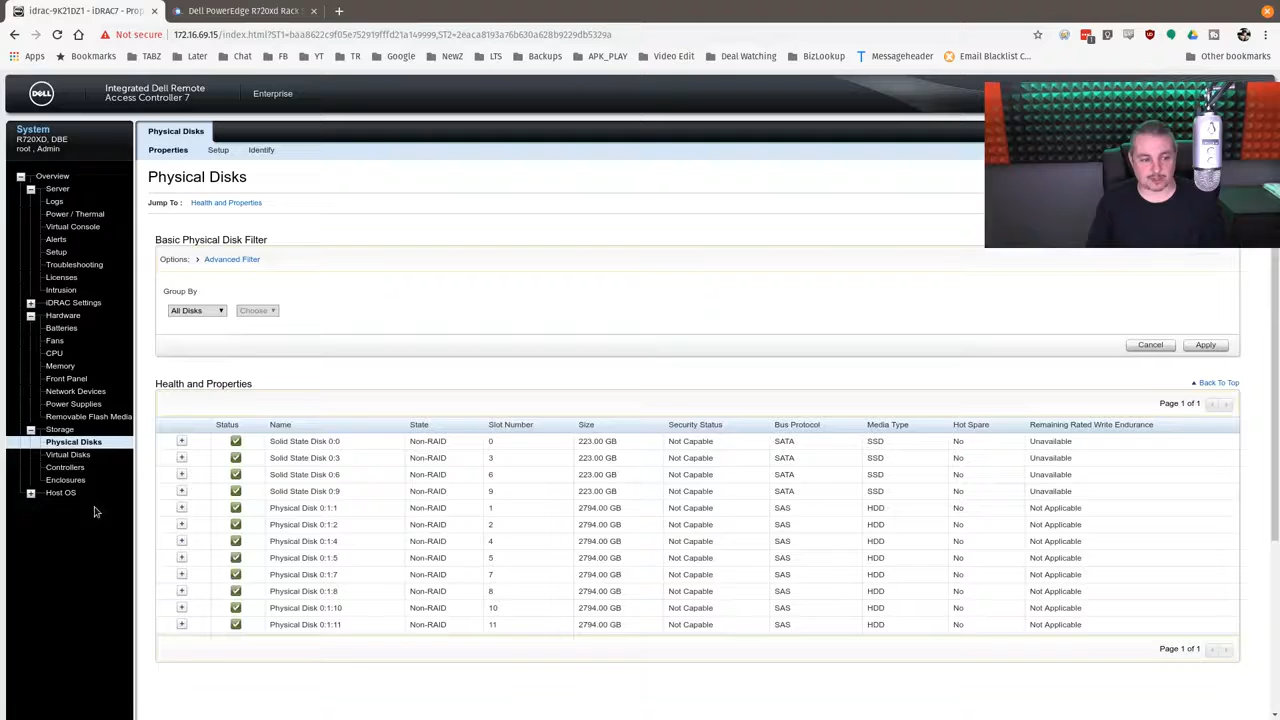 idrac-9K21DZ1 - iDRAC7 - Prop
Dell PowerEdge R720xd Rack S
Not secure
172.16.69.15/index.html?ST1=baa8622c9f05e752919fffd21a149999,ST2=2eaca8193a76b630a628b9229db5329a
Apps
Bookmarks
TABZ
Later
Chat
FB
YT
TR
Google
NewZ
LTS
Backups
APK_PLAY
Video Edit
Deal Watching
BizLookup
Messageheader
Email Blacklist C...
Other bookmarks
DELL
Integrated Dell Remote
Access Controller 7
Enterprise
System
R720XD, DBE
root , Admin
Overview
Server
Logs
Power / Thermal
Virtual Console
Alerts
Setup
Troubleshooting
Licenses
Intrusion
iDRAC Settings
Hardware
Batteries
Fans
CPU
Memory
Front Panel
Network Devices
Power Supplies
Removable Flash Media
Storage
Physical Disks
Virtual Disks
Controllers
Enclosures
Host OS
Physical Disks
Properties Setup Identify
Physical Disks
Jump To : Health and Properties
Basic Physical Disk Filter
Options: Advanced Filter
Group By
All Disks Choose
Cancel Apply
Health and Properties
Back To Top
Page 1 of 1
Status Name State Slot Number Size Security Status Bus Protocol Media Type Hot Spare Remaining Rated Write Endurance
Solid State Disk 0:0 Non-RAID 0 223.00 GB Not Capable SATA SSD No Unavailable
Solid State Disk 0:3 Non-RAID 3 223.00 GB Not Capable SATA SSD No Unavailable
Solid State Disk 0:6 Non-RAID 6 223.00 GB Not Capable SATA SSD No Unavailable
Solid State Disk 0:9 Non-RAID 9 223.00 GB Not Capable SATA SSD No Unavailable
Physical Disk 0:1:1 Non-RAID 1 2794.00 GB Not Capable SAS HDD No Not Applicable
Physical Disk 0:1:2 Non-RAID 2 2794.00 GB Not Capable SAS HDD No Not Applicable
Physical Disk 0:1:4 Non-RAID 4 2794.00 GB Not Capable SAS HDD No Not Applicable
Physical Disk 0:1:5 Non-RAID 5 2794.00 GB Not Capable SAS HDD No Not Applicable
Physical Disk 0:1:7 Non-RAID 7 2794.00 GB Not Capable SAS HDD No Not Applicable
Physical Disk 0:1:8 Non-RAID 8 2794.00 GB Not Capable SAS HDD No Not Applicable
Physical Disk 0:1:10 Non-RAID 10 2794.00 GB Not Capable SAS HDD No Not Applicable
Physical Disk 0:1:11 Non-RAID 11 2794.00 GB Not Capable SAS HDD No Not Applicable
Page 1 of 1